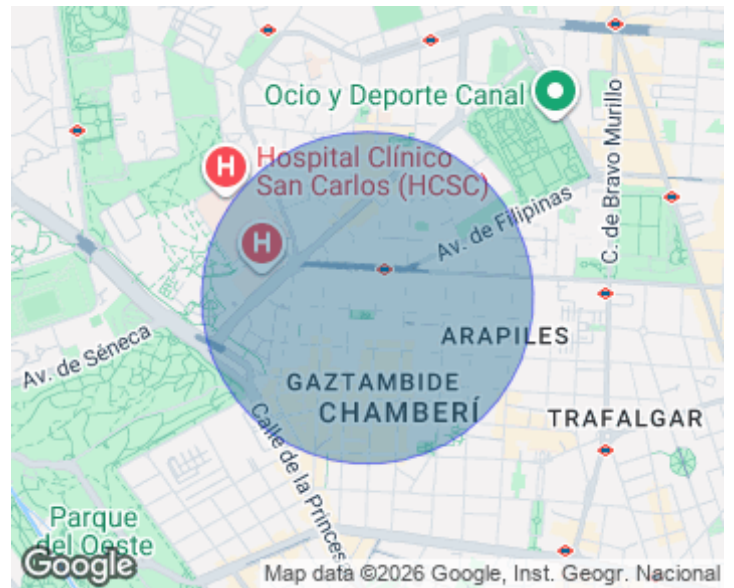 Ocio y Deporte Canal
H
Hospital Clínico
San Carlos (HCSC)
H
C. de Bravo Murillo
Av. de Filipinas
Av. de Séneca
ARAPILES
GAZTAMBIDE
CHAMBERÍ
TRAFALGAR
Calle de la Princes
Parque
del Oeste
Google
Map data ©2026 Google, Inst. Geogr. Nacional